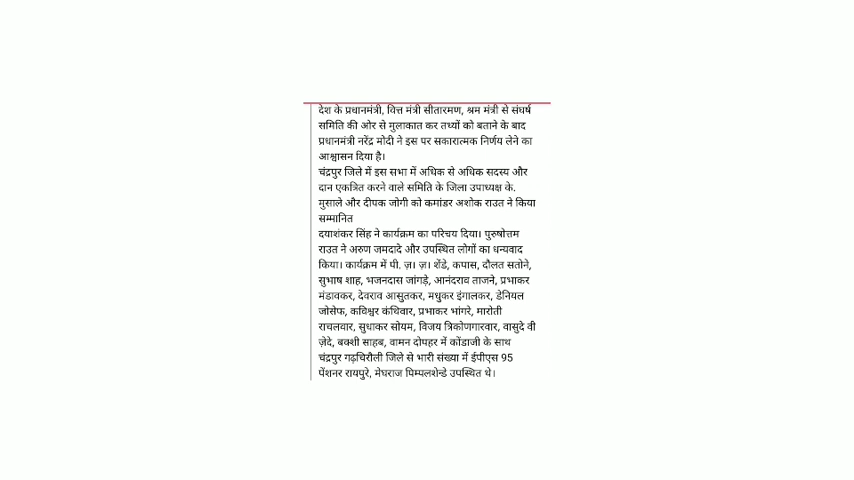 देश के प्रधानमंत्री, वित्त मंत्री सीतारमण, श्रम मंत्री से संघर्ष
समिति की ओर से मुलाकात कर तथ्यों को बताने के बाद
प्रधानमंत्री नरेंद्र मोदी ने इस पर सकारात्मक निर्णय लेने का
आश्वासन दिया है।
चंद्रपुर जिले में इस सभा में अधिक से अधिक सदस्य और
दान एकत्रित करने वाले समिति के जिला उपाध्यक्ष के.
मुसाले और दीपक जोगी को कमांडर अशोक राउत ने किया
सम्मानित
दयाशंकर सिंह ने कार्यक्रम का परिचय दिया। पुरुषोत्तम
राउत ने अरुण जमदादे और उपस्थित लोगों का धन्यवाद
किया। कार्यक्रम में पी. ज़। ज़। शेंडे, कपास, दौलत सतोने,
सुभाष शाह, भजनदास जांगड़े, आनंदराव ताजने, प्रभाकर
मंडावकर, देवराव आसुतकर, मधुकर इंगालकर, डेनियल
जोसेफ, कविश्वर कंथिवार, प्रभाकर भांगरे, मारोती
राचलवार, सुधाकर सोयम, विजय त्रिकोणगारवार, वासुदे वी
ज़ेदे, बक्शी साहब, वामन दोपहर में कोंडाजी के साथ
चंद्रपुर गढ़चिरौली जिले से भारी संख्या में ईपीएस 95
पेंशनर रायपुरे, मेघराज पिम्पलशेन्डे उपस्थित थे।